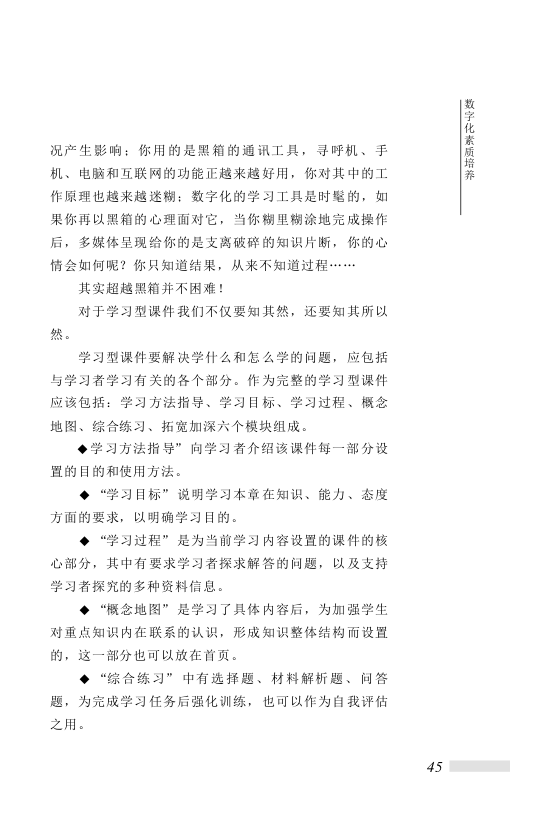 数字化素质培养
况产生影响；你用的是黑箱的通讯工具，寻呼机、手
机、电脑和互联网的功能正越来越好用，你对其中的工
作原理也越来越迷糊；数字化的学习工具是时髦的，如
果你再以黑箱的心理面对它，当你糊里糊涂地完成操作
后，多媒体呈现给你的是支离破碎的知识片断，你的心
情会如何呢？你只知道结果，从来不知道过程……
其实超越黑箱并不困难！
对于学习型课件我们不仅要知其然，还要知其所以
然。
学习型课件要解决学什么和怎么学的问题，应包括
与学习者学习有关的各个部分。作为完整的学习型课件
应该包括：学习方法指导、学习目标、学习过程、概念
地图、综合练习、拓宽加深六个模块组成。
◆学习方法指导”向学习者介绍该课件每一部分设
置的目的和使用方法。
◆“学习目标”说明学习本章在知识、能力、态度
方面的要求，以明确学习目的。
◆“学习过程”是为当前学习内容设置的课件的核
心部分，其中有要求学习者探求解答的问题，以及支持
学习者探究的多种资料信息。
◆“概念地图”是学习了具体内容后，为加强学生
对重点知识内在联系的认识，形成知识整体结构而设置
的，这一部分也可以放在首页。
◆“综合练习”中有选择题、材料解析题、问答
题，为完成学习任务后强化训练，也可以作为自我评估
之用。
45